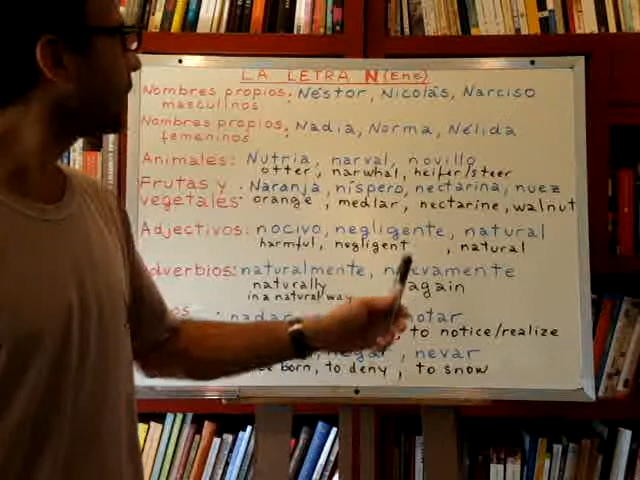 LA LETRA N (Ene)
Nombres propios: Néstor, Nicolás, Narciso
masculinos
Nombres propios: Nadia, Norma, Nélida
femeninos
Animales: Nutria, narval, novillo
otter, narwhal, heifer/steer
Frutas y Naranja, níspero, nectarina, nuez
vegetales: orange, medlar, nectarine, walnut
Adjectivos: nocivo, negligente, natural
harmful, negligent, natural
Adverbios: naturalmente, nuevamente
naturally again
in a natural way
nadar notar
to notice/realize
negar, nevar
born, to deny, to snow